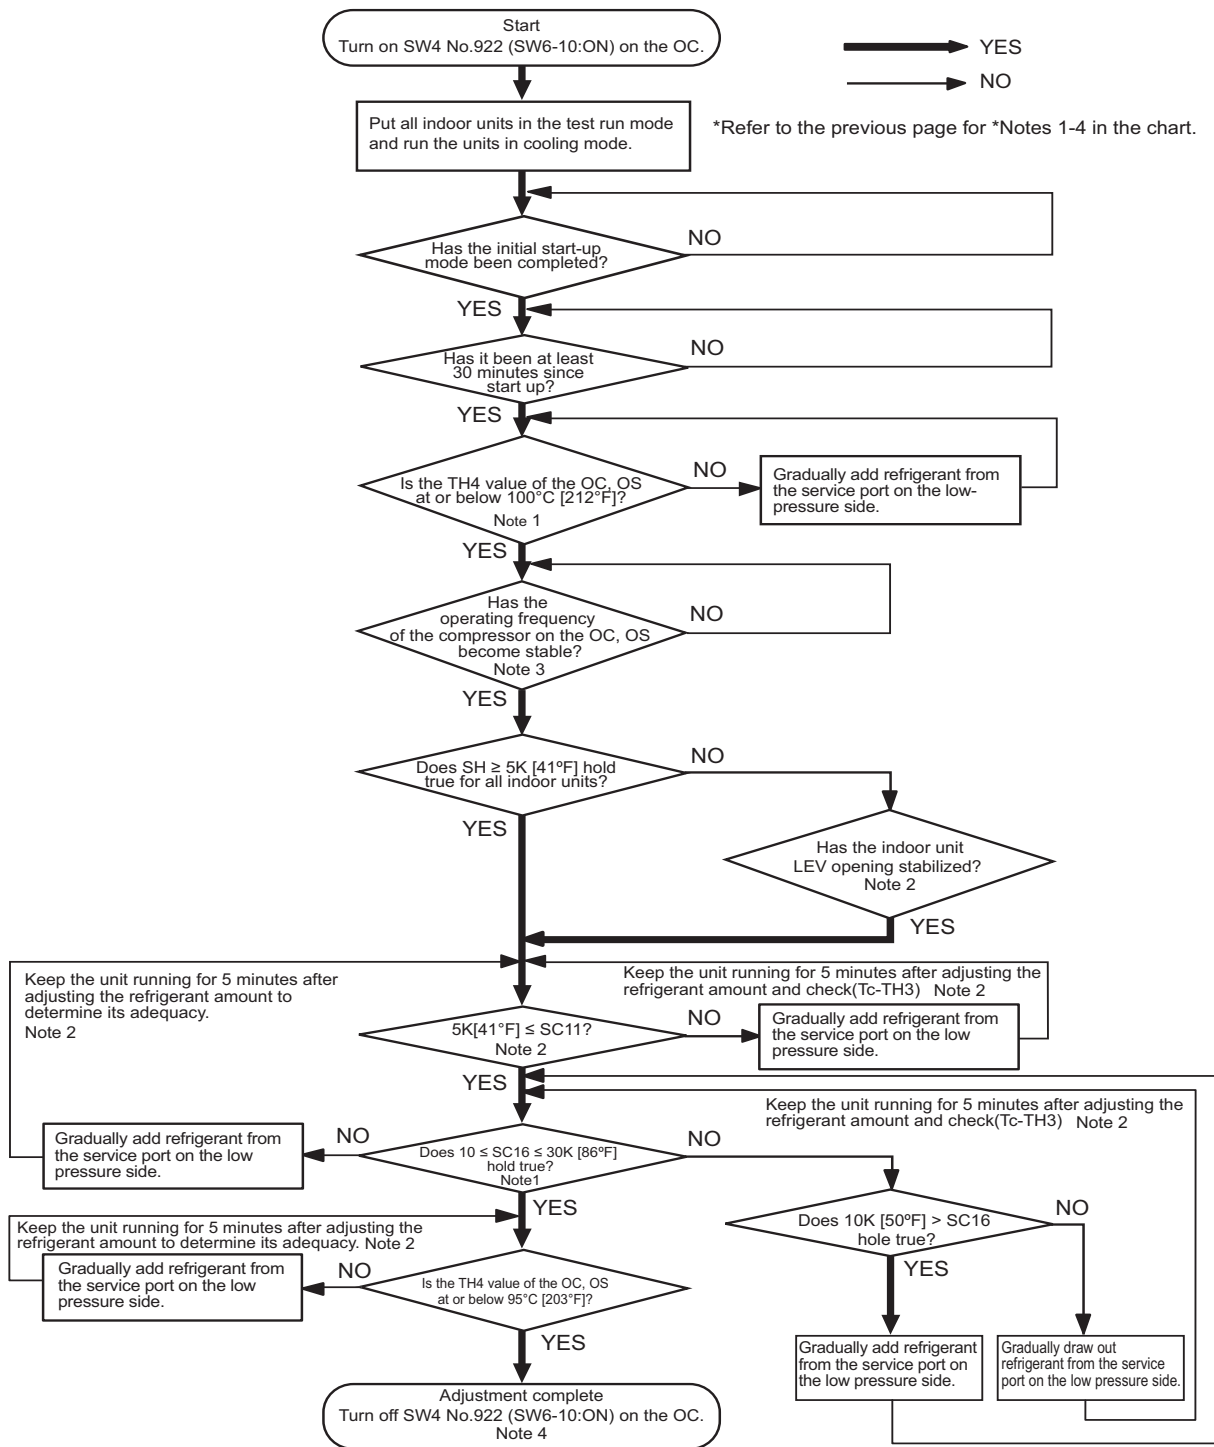 Start
Turn on SW4 No.922 (SW6-10:ON) on the OC.
YES
NO
*Refer to the previous page for *Notes 1-4 in the chart.
Put all indoor units in the test run mode
and run the units in cooling mode.
Has the initial start-up
mode been completed?
NO
YES
Has it been at least
30 minutes since
start up?
NO
YES
Is the TH4 value of the OC, OS
at or below 100°C [212°F]?
Note 1
NO
Gradually add refrigerant from
the service port on the low-
pressure side.
YES
Has the
operating frequency
of the compressor on the OC, OS
become stable?
Note 3
NO
YES
Does SH ≥ 5K [41ºF] hold
true for all indoor units?
NO
YES
Has the indoor unit
LEV opening stabilized?
Note 2
YES
Keep the unit running for 5 minutes after
adjusting the refrigerant amount to
determine its adequacy.
Note 2
Keep the unit running for 5 minutes after adjusting the
refrigerant amount and check(Tc-TH3) Note 2
5K[41°F] ≤ SC11?
Note 2
NO
Gradually add refrigerant from
the service port on the low
pressure side.
YES
Keep the unit running for 5 minutes after adjusting the
refrigerant amount and check(Tc-TH3) Note 2
Gradually add refrigerant from
the service port on the low
pressure side.
NO
Does 10 ≤ SC16 ≤ 30K [86ºF]
hold true?
Note1
NO
YES
Does 10K [50ºF] > SC16
hole true?
NO
YES
Keep the unit running for 5 minutes after adjusting the
refrigerant amount to determine its adequacy. Note 2
Gradually add refrigerant from
the service port on the low
pressure side.
NO
Is the TH4 value of the OC, OS
at or below 95°C [203°F]?
YES
Gradually add refrigerant
from the service port on
the low pressure side.
Gradually draw out
refrigerant from the service
port on the low pressure side.
Adjustment complete
Turn off SW4 No.922 (SW6-10:ON) on the OC.
Note 4